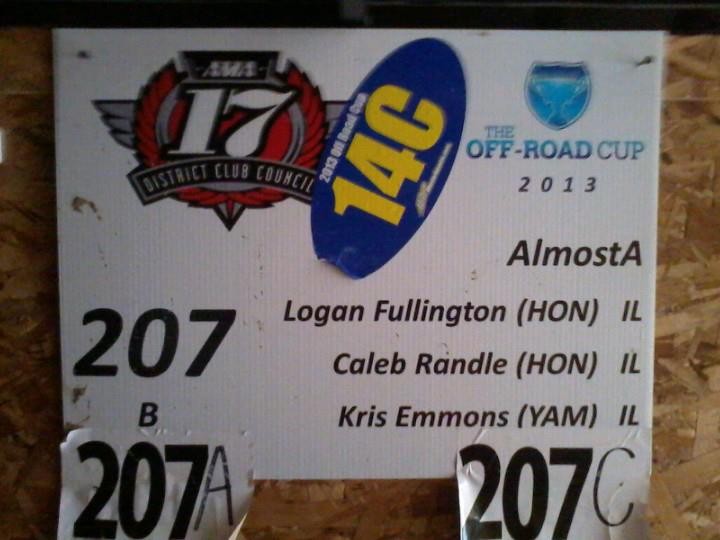 AMA
17
DISTRICT CLUB COUNCIL
2013 Off Road Cup
14C
THE
OFF-ROAD CUP
2013
AlmostA
207
B
Logan Fullington (HON) IL
Caleb Randle (HON) IL
Kris Emmons (YAM) IL
207A
207C